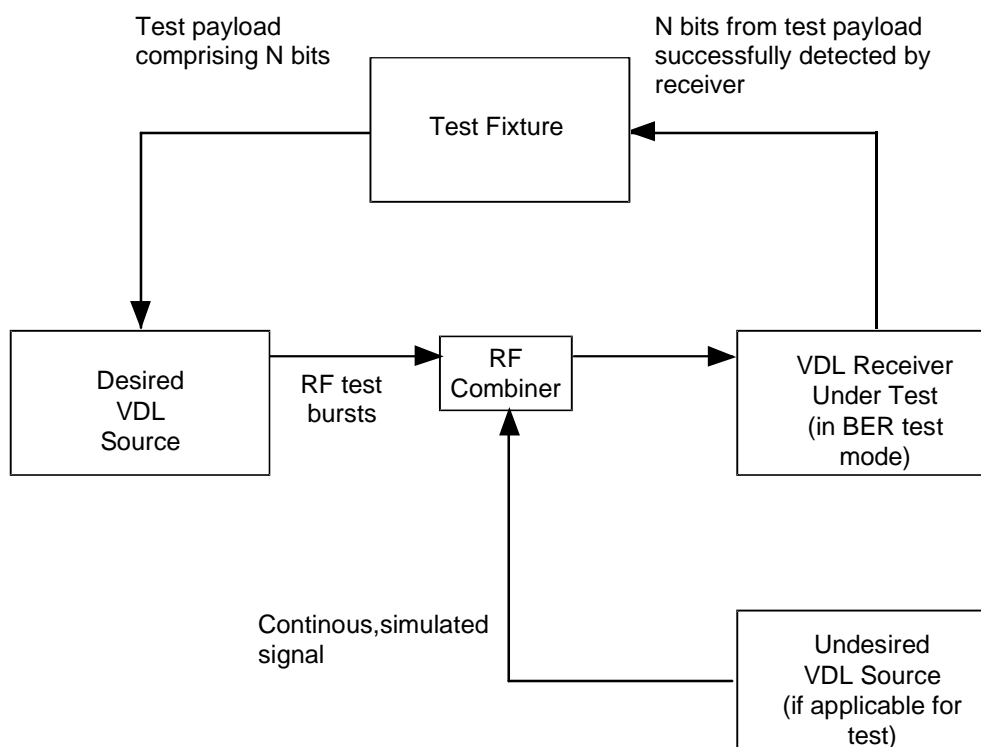 Test payload
comprising N bits
N bits from test payload
successfully detected by
receiver
Test Fixture
Desired
VDL
Source
RF test
bursts
RF
Combiner
VDL Receiver
Under Test
(in BER test
mode)
Continous,simulated
signal
Undesired
VDL Source
(if applicable for
test)